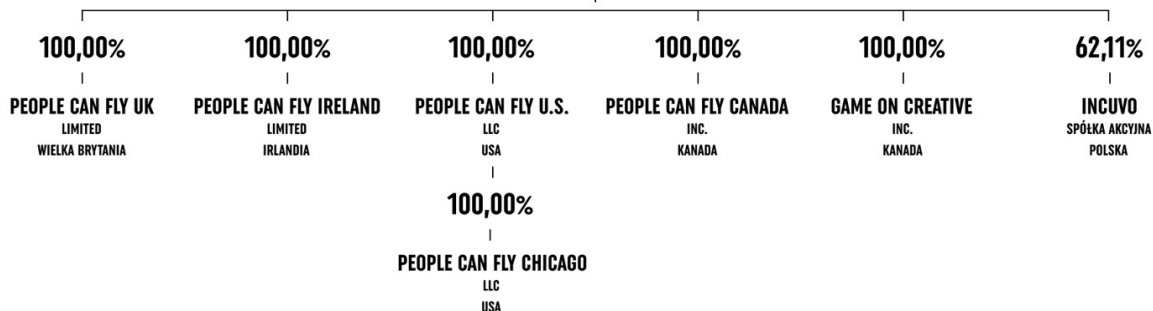 100,00%
100,00%
100,00%
100,00%
100,00%
62,11%
PEOPLE CAN FLY UK
LIMITED
WIELKA BRYTANIA
PEOPLE CAN FLY IRELAND
LIMITED
IRLANDIA
PEOPLE CAN FLY U.S.
LLC
USA
PEOPLE CAN FLY CANADA
INC.
KANADA
GAME ON CREATIVE
INC.
KANADA
INCUVO
SPÓŁKA AKCYJNA
POLSKA
100,00%
PEOPLE CAN FLY CHICAGO
LLC
USA